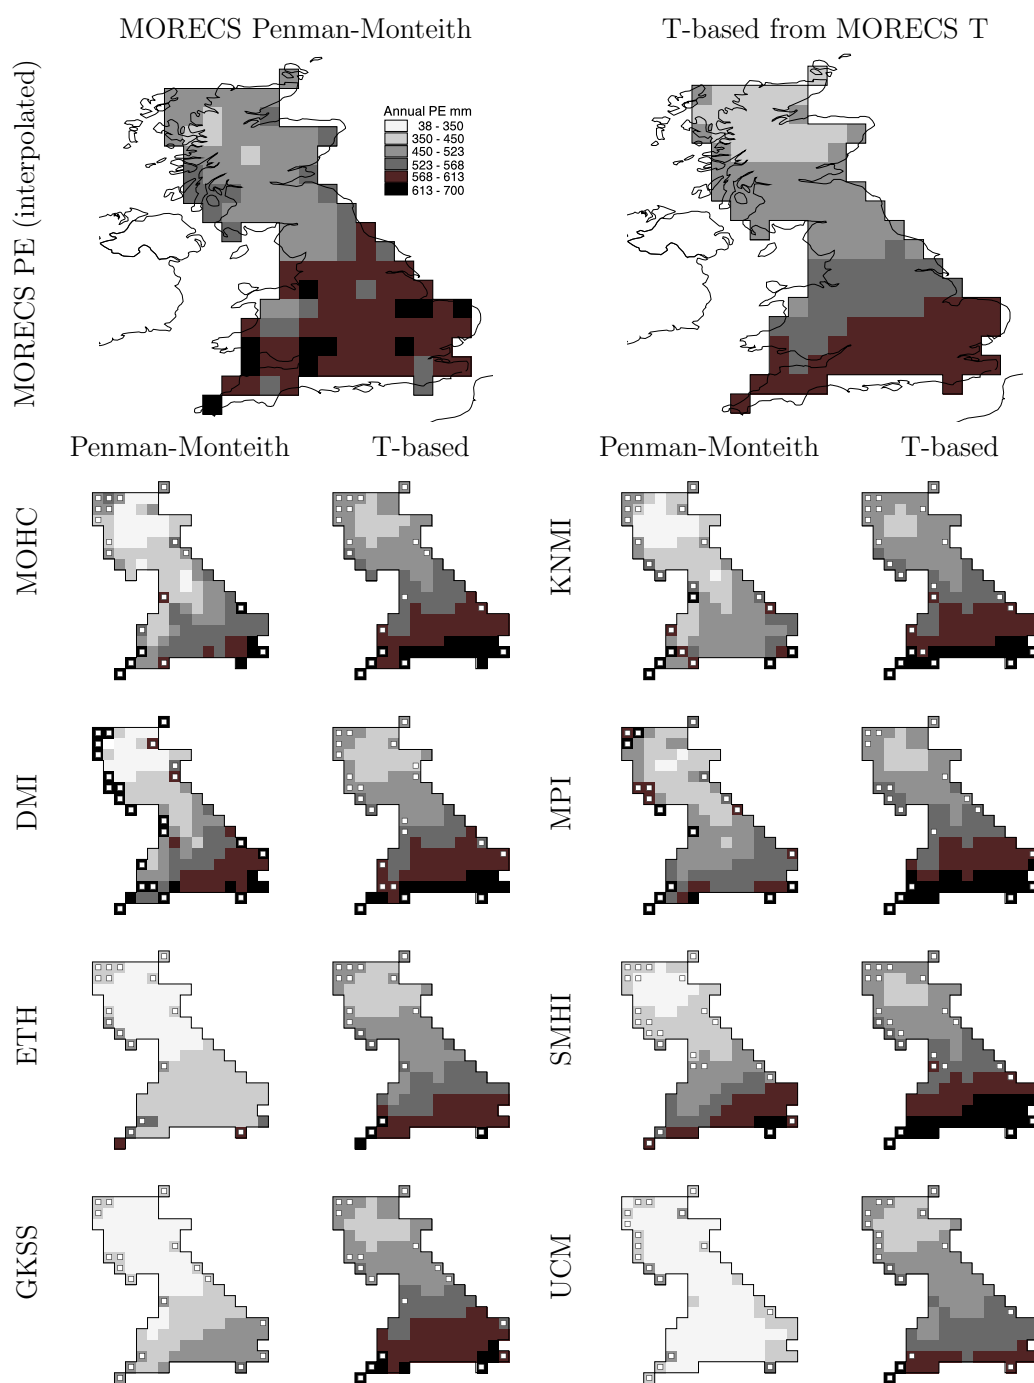 MORECS Penman-Monteith
T-based from MORECS T
MORECS PE (interpolated)
Annual PE mm
38 - 350
350 - 450
450 - 523
523 - 568
568 - 613
613 - 700
Penman-Monteith
T-based
Penman-Monteith
T-based
MOHC
KNMI
DMI
MPI
ETH
SMHI
GKSS
UCM